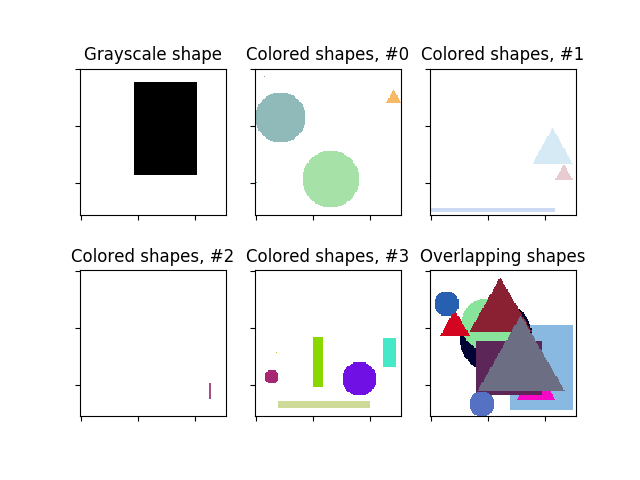 Grayscale shape
Colored shapes, #0
Colored shapes, #1
Colored shapes, #2
Colored shapes, #3
Overlapping shapes